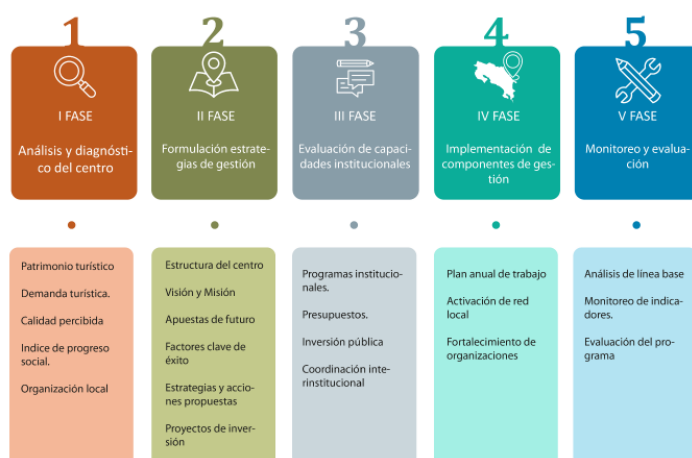 1
I FASE
Análisis y diagnósti-
co del centro
Patrimonio turístico
Demanda turística.
Calidad percibida
Indice de progreso
social.
Organización local
2
II FASE
Formulación estrate-
gias de gestión
Estructura del centro
Visión y Misión
Apuestas de futuro
Factores clave de
éxito
Estrategias y accio-
nes propuestas
Proyectos de inver-
sión
3
III FASE
Evaluación de capaci-
dades institucionales
Programas institucio-
nales.
Presupuestos.
Inversión pública
Coordinación inte-
rinstitucional
4
IV FASE
Implementación de
componentes de ges-
tión
Plan anual de trabajo
Activación de red
local
Fortalecimiento de
organizaciones
5
V FASE
Monitoreo y evalua-
ción
Análisis de línea base
Monitoreo de indica-
dores.
Evaluación del pro-
grama